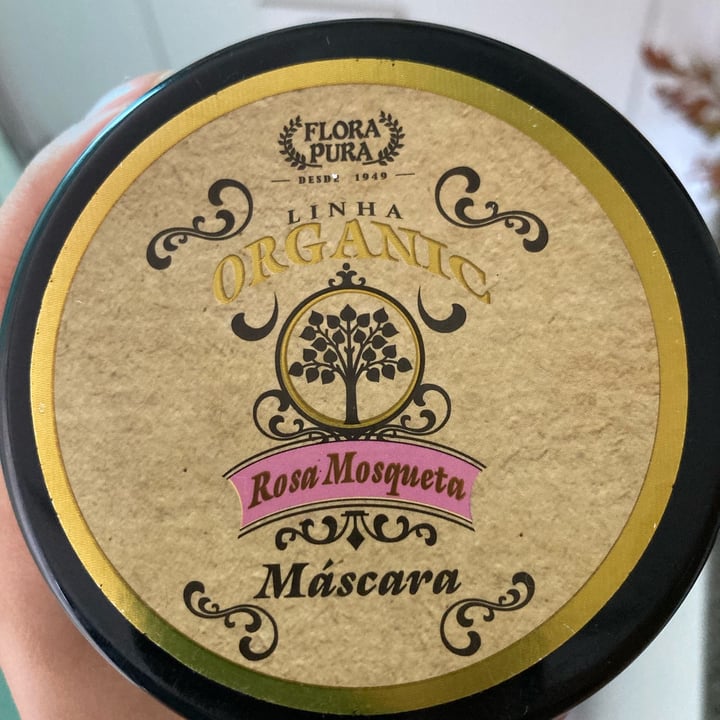 FLORA
PURA
DESDE 1949
LINHA
ORGANIC
Rosa Mosqueta
Máscara